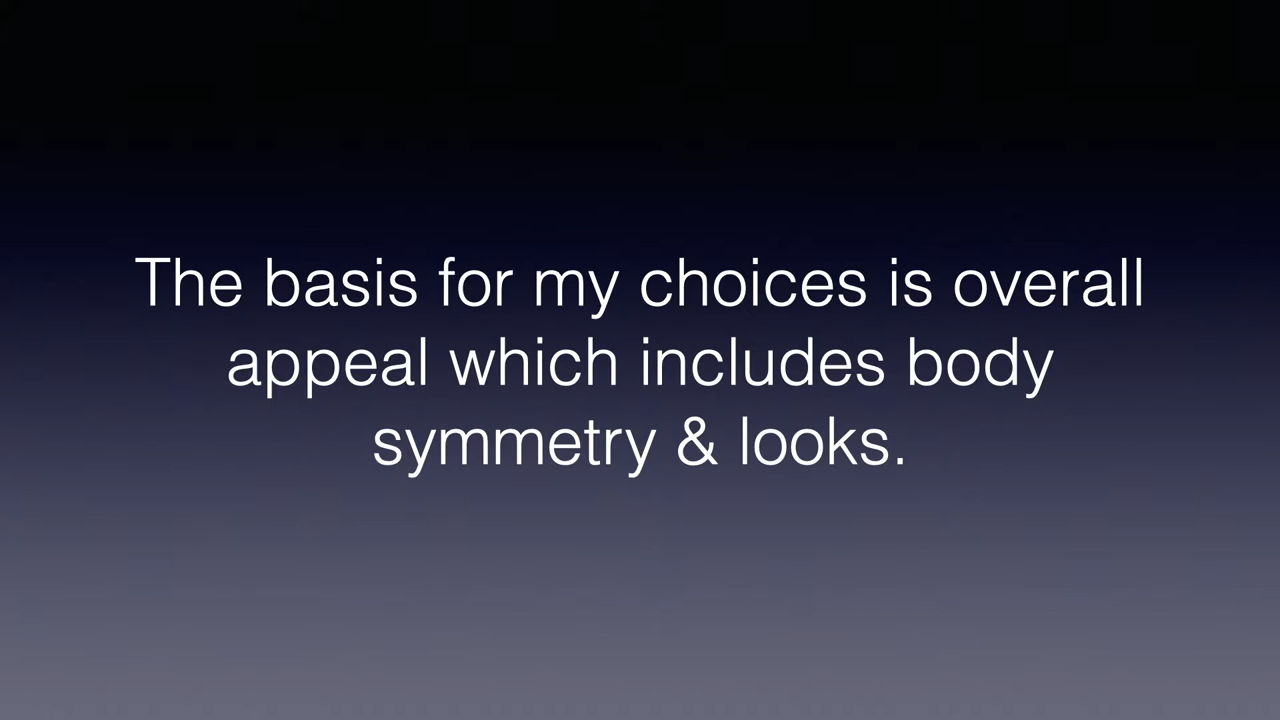 The basis for my choices is overall
appeal which includes body
symmetry & looks.